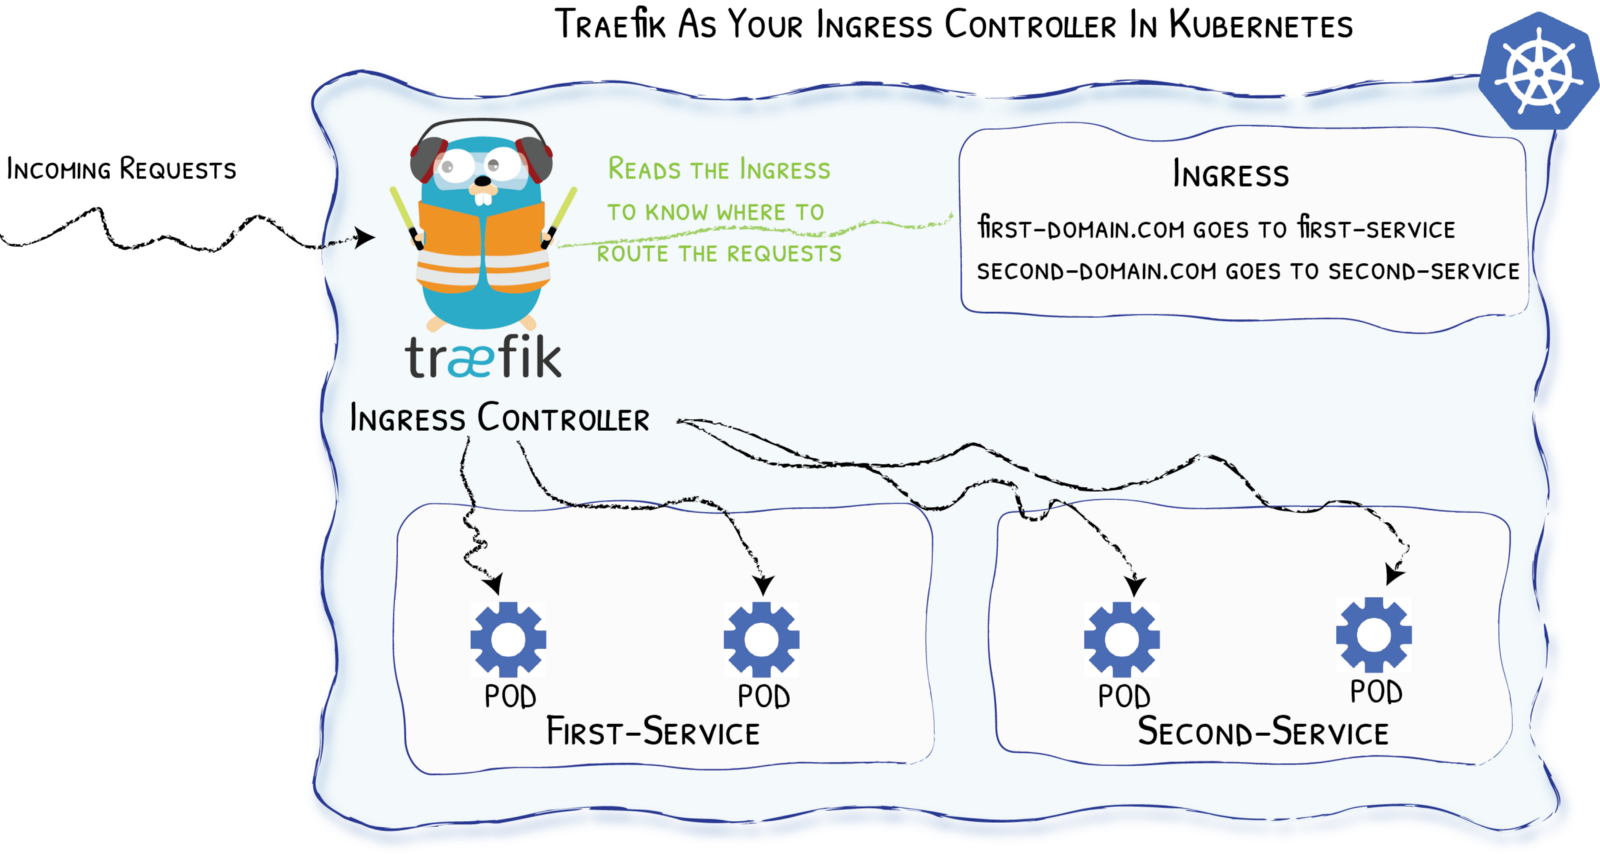 Traefik As Your Ingress Controller In Kubernetes
Incoming Requests
Reads the Ingress
to know where to
route the requests
Ingress
first-domain.com goes to first-service
second-domain.com goes to second-service
træfik
Ingress Controller
POD
POD
First-Service
POD
POD
Second-Service